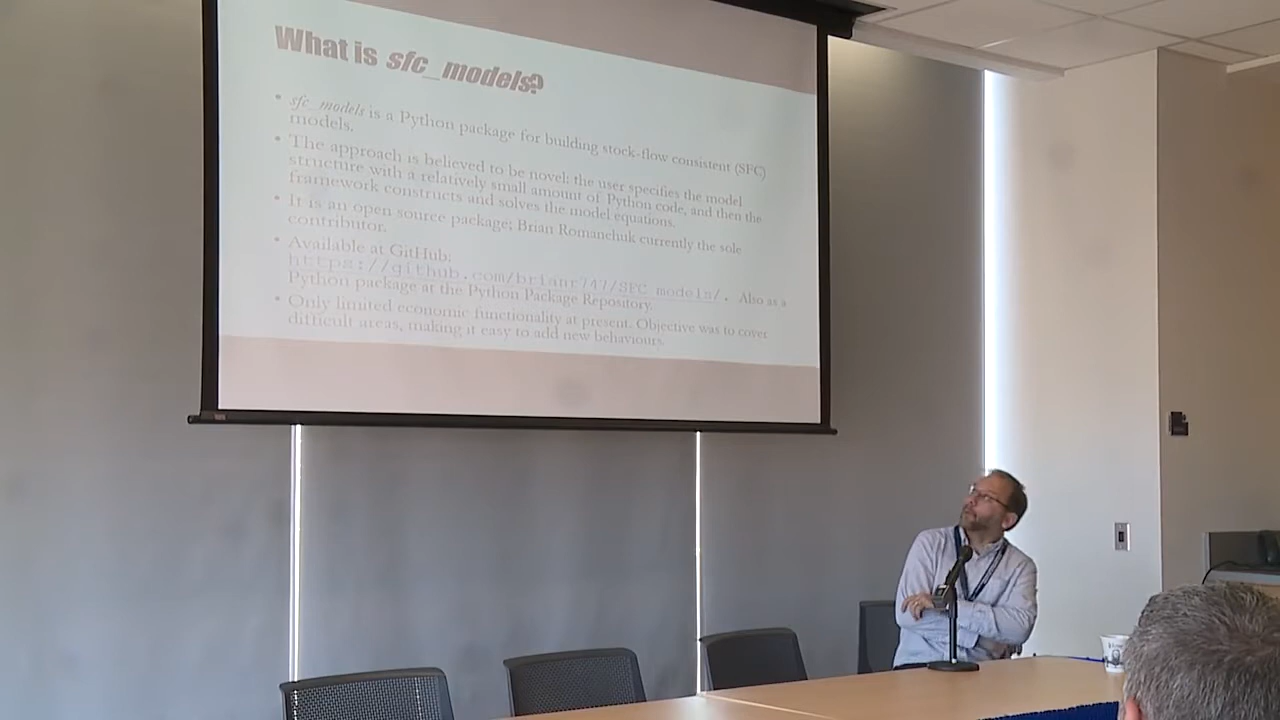 What is sfc_models?
• sfc_models is a Python package for building stock-flow consistent (SFC)
models.
• The approach is believed to be novel: the user specifies the model
structure with a relatively small amount of Python code, and then the
framework constructs and solves the model equations.
• It is an open source package; Brian Romanchuk currently the sole
contributor.
• Available at GitHub:
https://github.com/brianr747/SFC_models/. Also as a
Python package at the Python Package Repository.
• Only limited economic functionality at present. Objective was to cover
difficult areas, making it easy to add new behaviours.